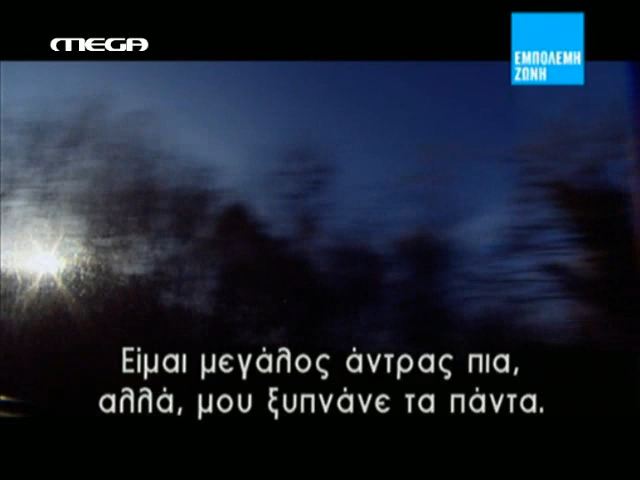 MEGA
ΕΜΠΟΛΕΜΗ
ΖΩΝΗ
Είμαι μεγάλος άντρας πια,
αλλά, μου ξυπνάνε τα πάντα.